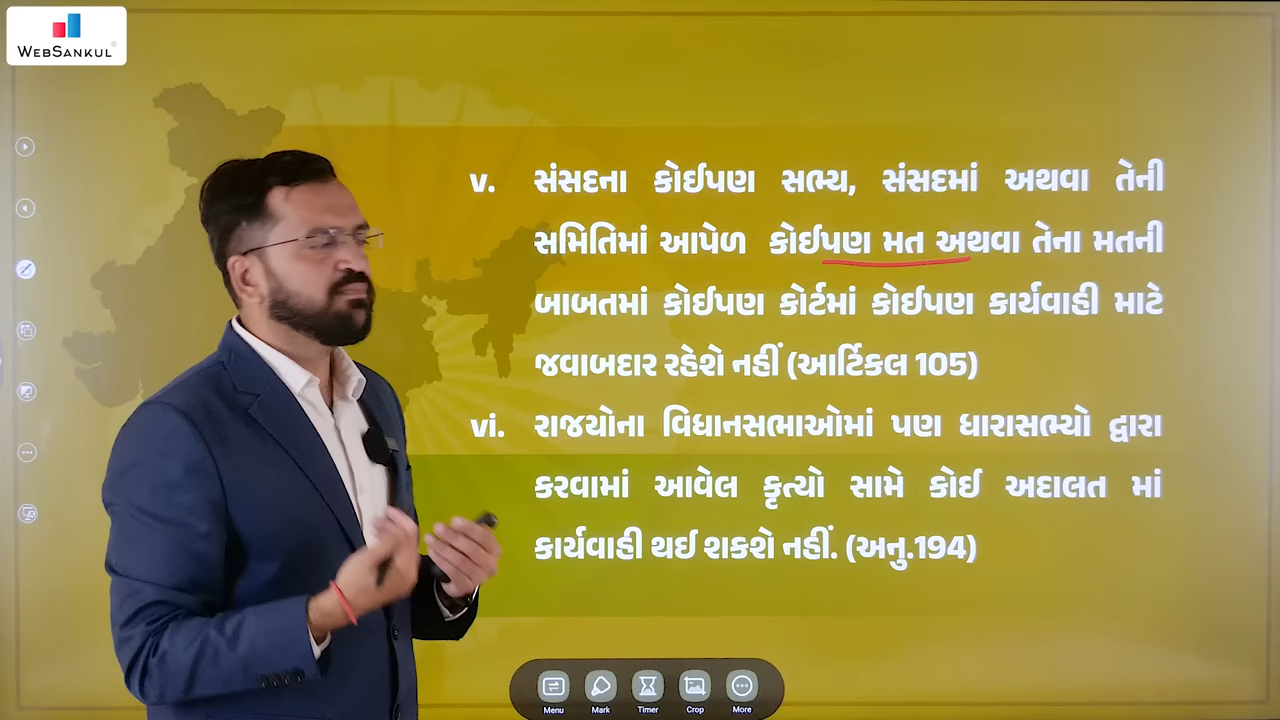 WEBSANKUL
v. સંસદના કોઈપણ સભ્ય, સંસદમાં અથવા તેની
સમિતિમાં આપેળ કોઈપણ મત અથવા તેના મતની
બાબતમાં કોઈપણ કોર્ટમાં કોઈપણ કાર્યવાહી માટે
જવાબદાર રહેશે નહીં (આર્ટિકલ 105)
vi. રાજયોના વિધાનસભાઓમાં પણ ધારાસભ્યો દ્વારા
કરવામાં આવેલ કૃત્યો સામે કોઈ અદાલત માં
કાર્યવાહી થઈ શકશે નહીં. (અનુ.194)
Menu Mark Timer Crop More